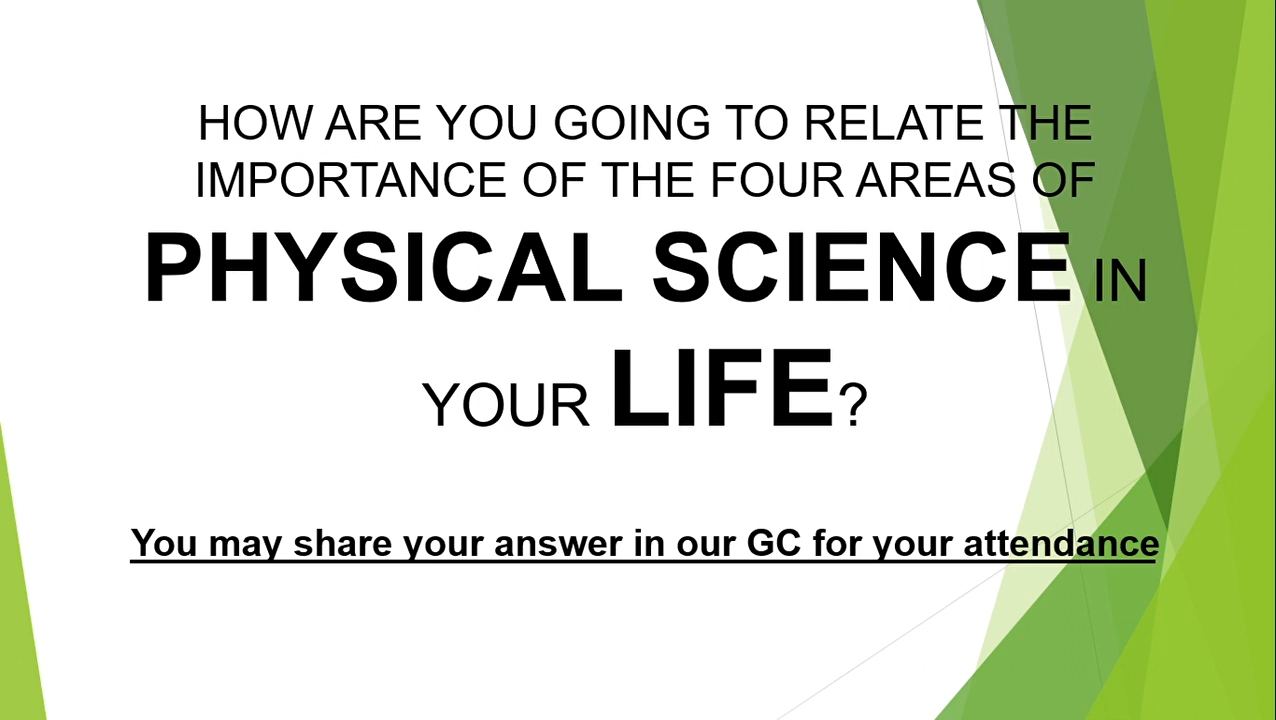 HOW ARE YOU GOING TO RELATE THE
IMPORTANCE OF THE FOUR AREAS OF
PHYSICAL SCIENCE IN
YOUR LIFE?
You may share your answer in our GC for your attendance